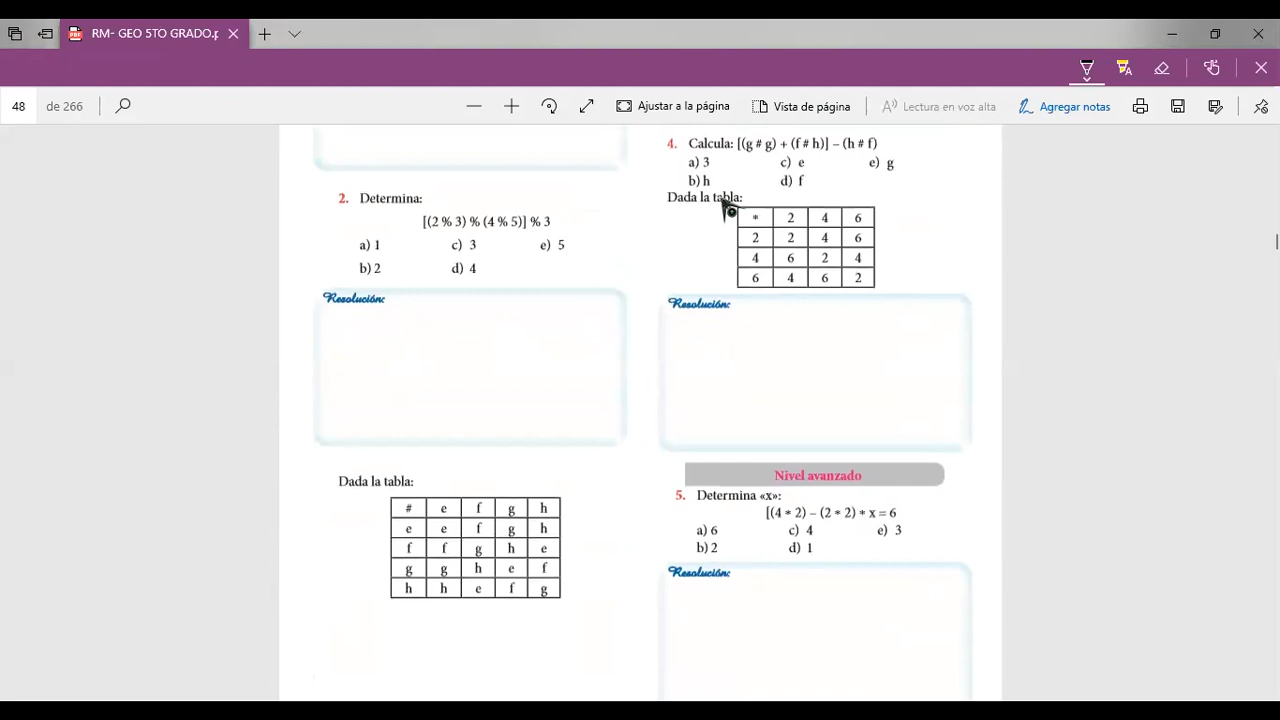 RM- GEO 5TO GRADO.p
48 de 266
Ajustar a la página
Vista de página
Lectura en voz alta
Agregar notas
2. Determina:
[(2 % 3) % (4 % 5)] % 3
a) 1 c) 3 e) 5
b) 2 d) 4
Resolución:
Dada la tabla:
# e f g h
e e f g h
f f g h e
g g h e f
h h e f g
4. Calcula: [(g # g) + (f # h)] – (h # f)
a) 3 c) e e) g
b) h d) f
Dada la tabla:
* 2 4 6
2 2 4 6
4 6 2 4
6 4 6 2
Resolución:
Nivel avanzado
5. Determina «x»:
[(4 * 2) – (2 * 2) * x = 6
a) 6 c) 4 e) 3
b) 2 d) 1
Resolución: